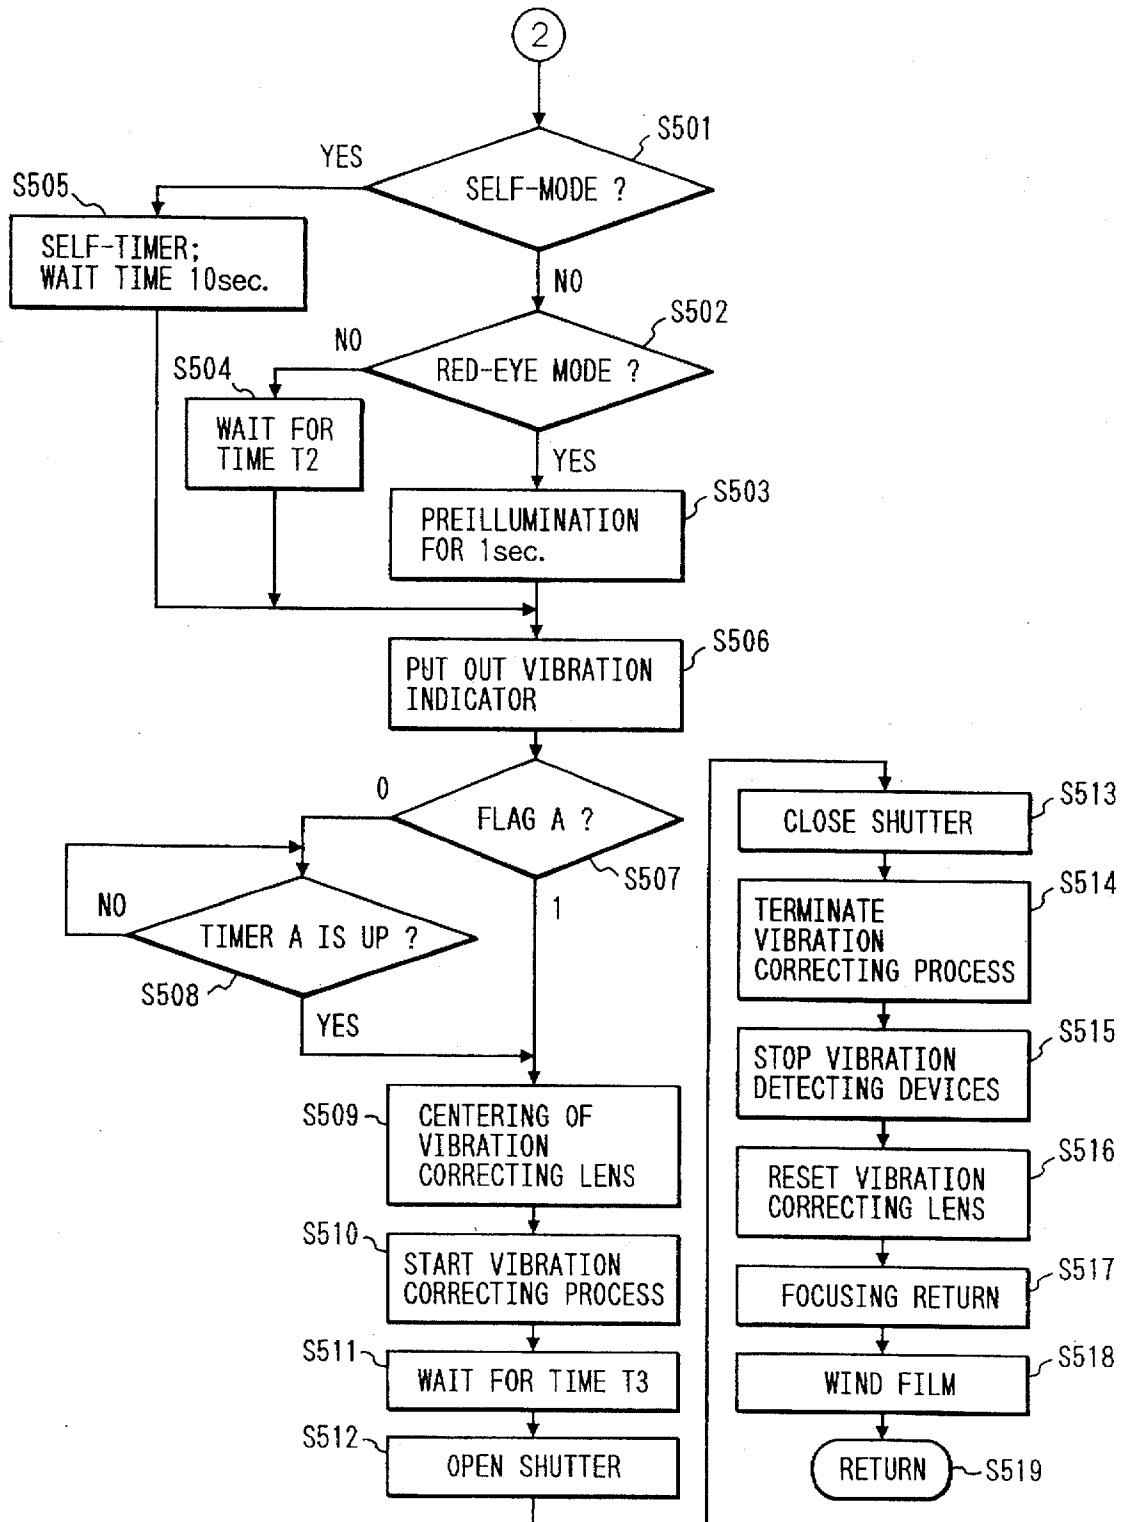 2
S501
YES
SELF-MODE ?
S505
SELF-TIMER;
WAIT TIME 10sec.
NO
S502
NO
RED-EYE MODE ?
S504
WAIT FOR
TIME T2
YES
S503
PREILLUMINATION
FOR 1sec.
S506
PUT OUT VIBRATION
INDICATOR
0
FLAG A ?
S507
1
NO
TIMER A IS UP ?
S508
YES
S509
CENTERING OF
VIBRATION
CORRECTING LENS
S510
START VIBRATION
CORRECTING PROCESS
S511
WAIT FOR TIME T3
S512
OPEN SHUTTER
S513
CLOSE SHUTTER
S514
TERMINATE
VIBRATION
CORRECTING PROCESS
S515
STOP VIBRATION
DETECTING DEVICES
S516
RESET VIBRATION
CORRECTING LENS
S517
FOCUSING RETURN
S518
WIND FILM
RETURN
S519